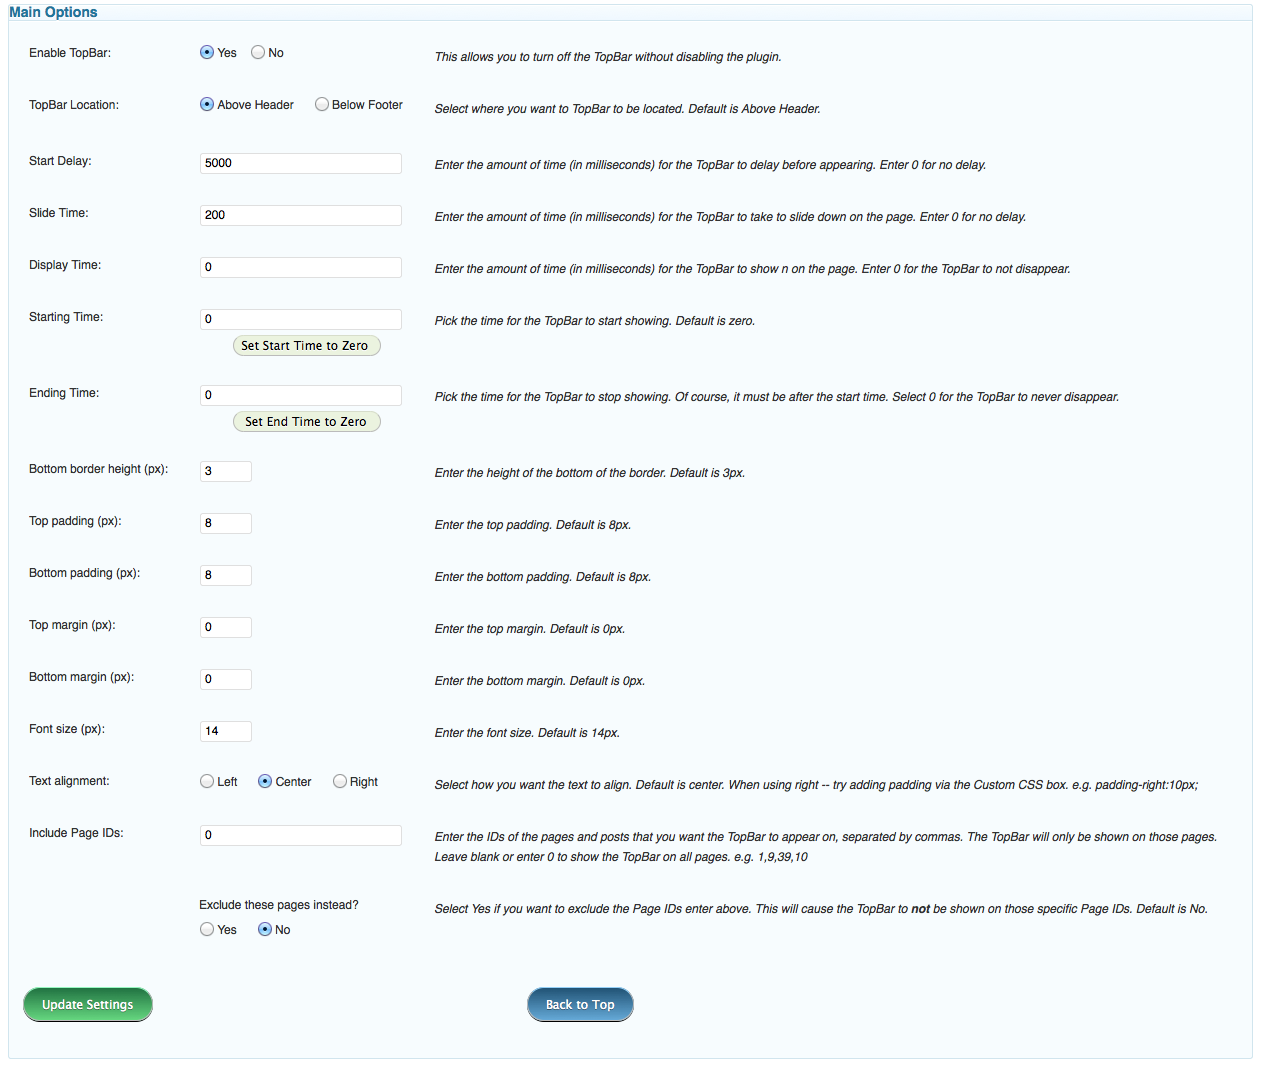 Main Options
Enable TopBar: Yes No This allows you to turn off the TopBar without disabling the plugin.
TopBar Location: Above Header Below Footer Select where you want to TopBar to be located. Default is Above Header.
Start Delay: 5000 Enter the amount of time (in milliseconds) for the TopBar to delay before appearing. Enter 0 for no delay.
Slide Time: 200 Enter the amount of time (in milliseconds) for the TopBar to take to slide down on the page. Enter 0 for no delay.
Display Time: 0 Enter the amount of time (in milliseconds) for the TopBar to show n on the page. Enter 0 for the TopBar to not disappear.
Starting Time: 0 Pick the time for the TopBar to start showing. Default is zero.
Set Start Time to Zero
Ending Time: 0 Pick the time for the TopBar to stop showing. Of course, it must be after the start time. Select 0 for the TopBar to never disappear.
Set End Time to Zero
Bottom border height (px): 3 Enter the height of the bottom of the border. Default is 3px.
Top padding (px): 8 Enter the top padding. Default is 8px.
Bottom padding (px): 8 Enter the bottom padding. Default is 8px.
Top margin (px): 0 Enter the top margin. Default is 0px.
Bottom margin (px): 0 Enter the bottom margin. Default is 0px.
Font size (px): 14 Enter the font size. Default is 14px.
Text alignment: Left Center Right Select how you want the text to align. Default is center. When using right -- try adding padding via the Custom CSS box. e.g. padding-right:10px;
Include Page IDs: 0 Enter the IDs of the pages and posts that you want the TopBar to appear on, separated by commas. The TopBar will only be shown on those pages.
Leave blank or enter 0 to show the TopBar on all pages. e.g. 1,9,39,10
Exclude these pages instead? Select Yes if you want to exclude the Page IDs enter above. This will cause the TopBar to not be shown on those specific Page IDs. Default is No.
Yes No
Update Settings Back to Top